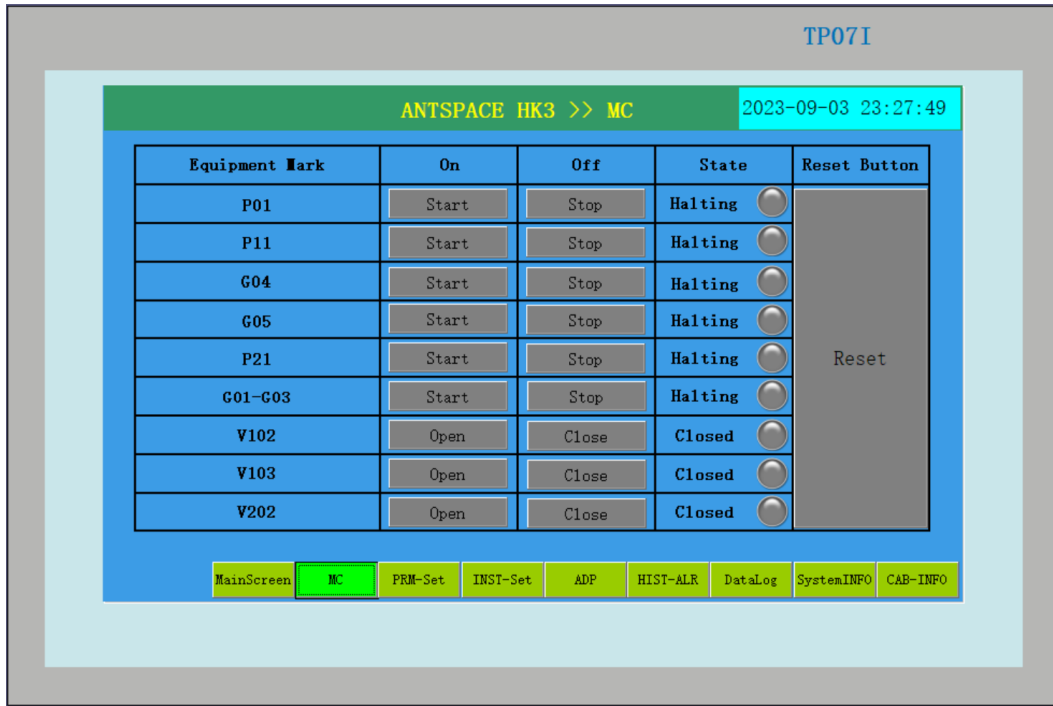 TP07I
ANTSPACE HK3 >> MC 2023-09-03 23:27:49
Equipment Mark On Off State Reset Button
P01 Start Stop Halting
P11 Start Stop Halting
G04 Start Stop Halting
G05 Start Stop Halting
P21 Start Stop Halting Reset
G01-G03 Start Stop Halting
V102 Open Close Closed
V103 Open Close Closed
V202 Open Close Closed
MainScreen MC PRM-Set INST-Set ADP HIST-ALR DataLog SystemINFO CAB-INFO